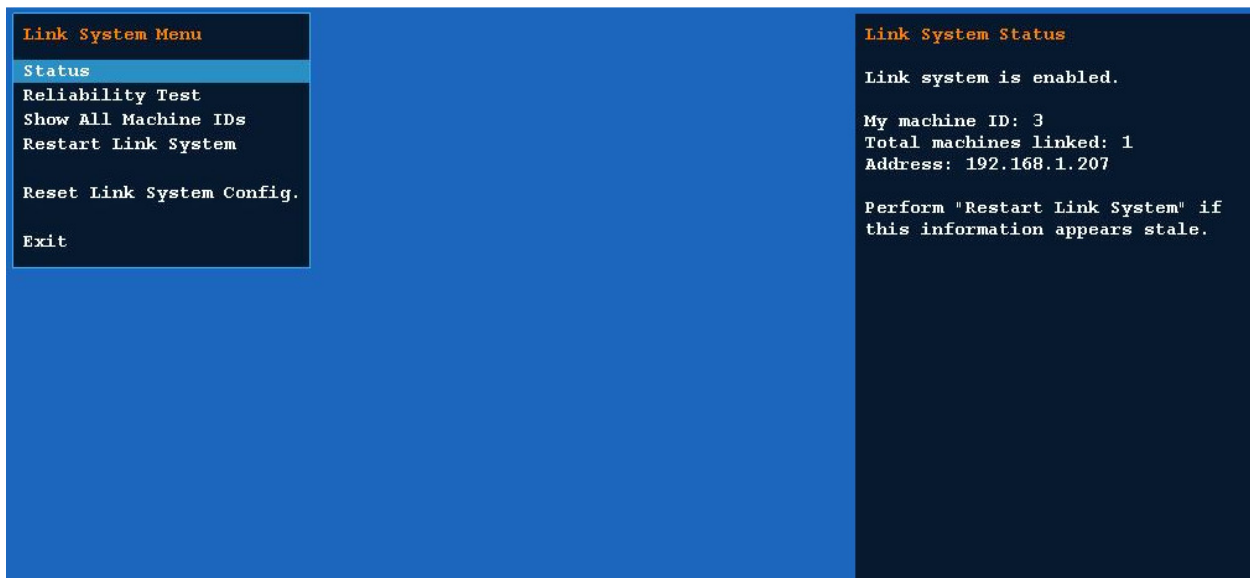 Link System Menu
Status
Reliability Test
Show All Machine IDs
Restart Link System
Reset Link System Config.
Exit
Link System Status
Link system is enabled.
My machine ID: 3
Total machines linked: 1
Address: 192.168.1.207
Perform "Restart Link System" if
this information appears stale.